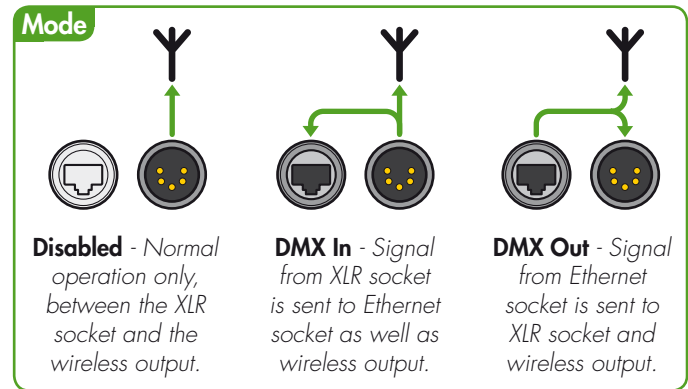 Mode
Disabled - Normal
operation only,
between the XLR
socket and the
wireless output.
DMX In - Signal
from XLR socket
is sent to Ethernet
socket as well as
wireless output.
DMX Out - Signal
from Ethernet
socket is sent to
XLR socket and
wireless output.